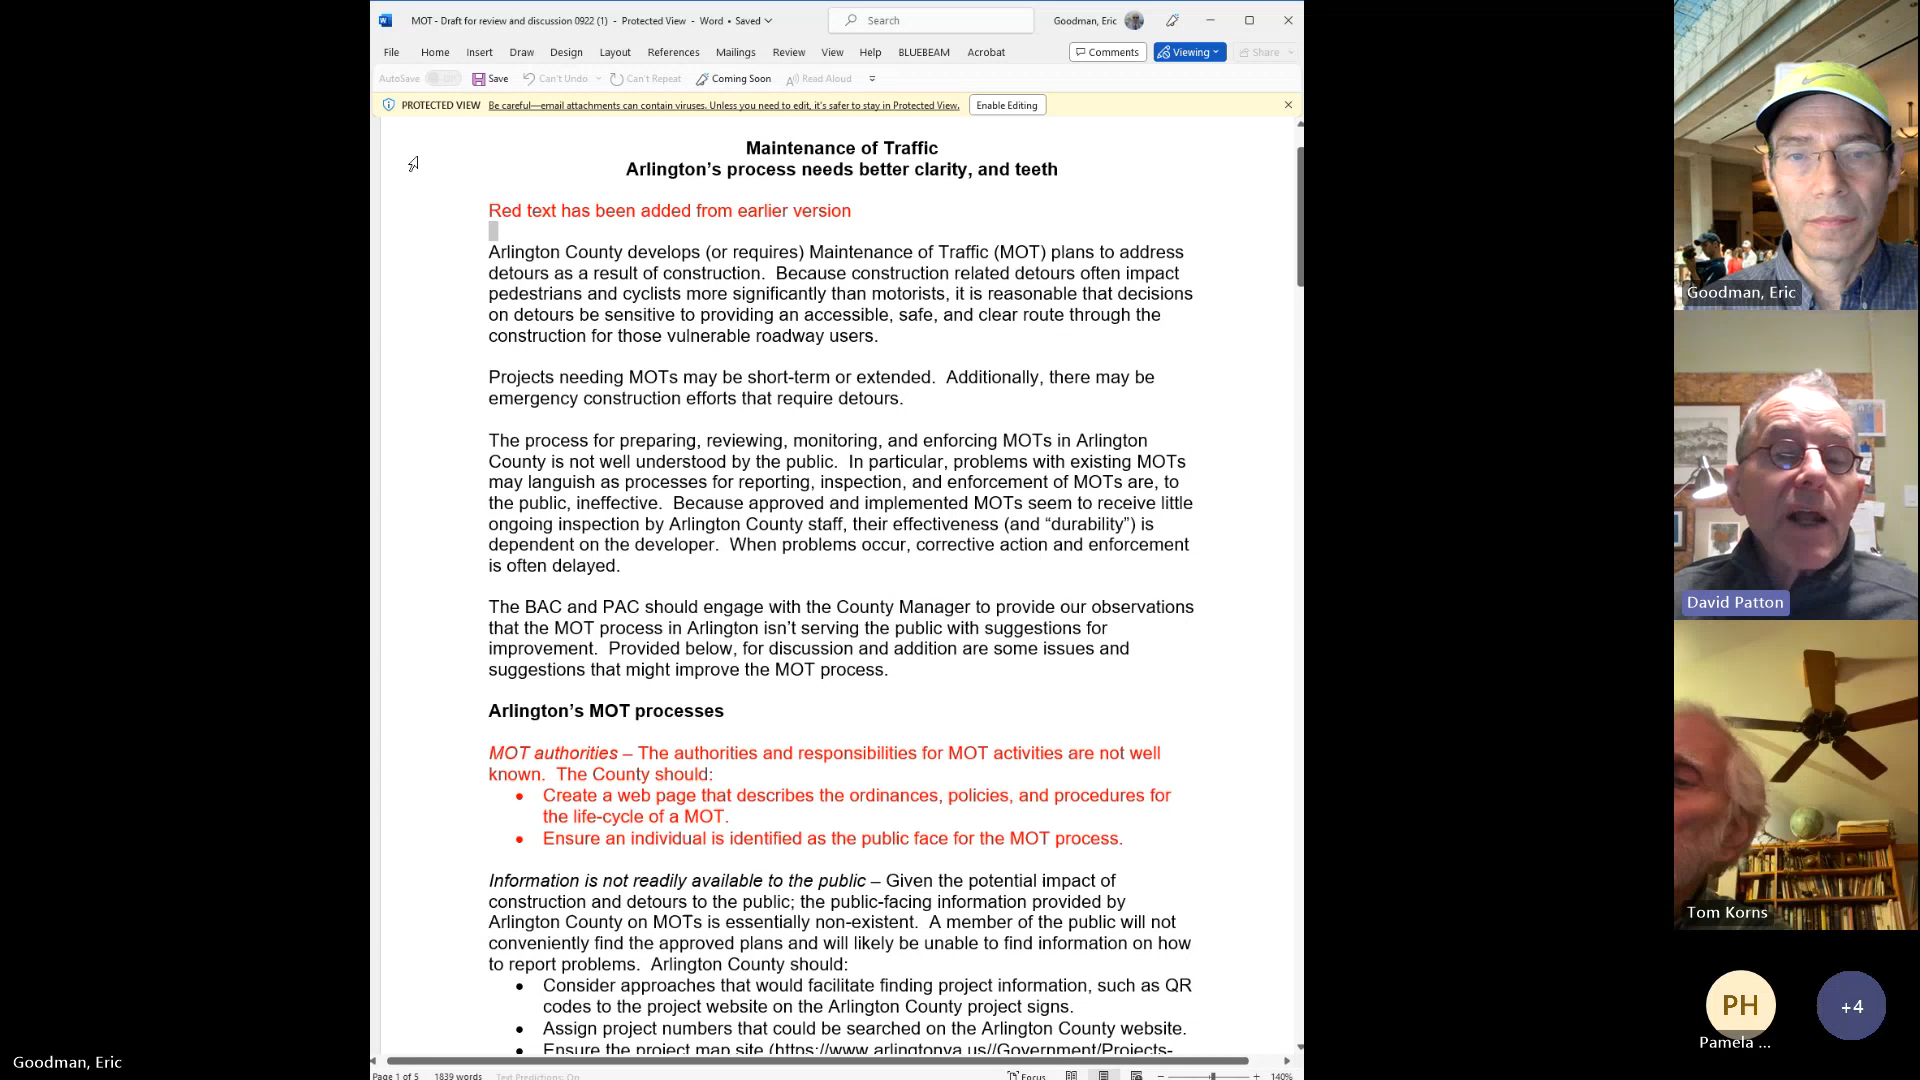 MOT - Draft for review and discussion 0922 (1) - Protected View - Word • Saved
Search
Goodman, Eric
File Home Insert Draw Design Layout References Mailings Review View Help BLUEBEAM Acrobat
Comments Viewing Share
AutoSave Off Save Can't Undo Can't Repeat Coming Soon Read Aloud
PROTECTED VIEW Be careful—email attachments can contain viruses. Unless you need to edit, it's safer to stay in Protected View. Enable Editing
Maintenance of Traffic
Arlington's process needs better clarity, and teeth
Red text has been added from earlier version
Arlington County develops (or requires) Maintenance of Traffic (MOT) plans to address
detours as a result of construction. Because construction related detours often impact
pedestrians and cyclists more significantly than motorists, it is reasonable that decisions
on detours be sensitive to providing an accessible, safe, and clear route through the
construction for those vulnerable roadway users.
Projects needing MOTs may be short-term or extended. Additionally, there may be
emergency construction efforts that require detours.
The process for preparing, reviewing, monitoring, and enforcing MOTs in Arlington
County is not well understood by the public. In particular, problems with existing MOTs
may languish as processes for reporting, inspection, and enforcement of MOTs are, to
the public, ineffective. Because approved and implemented MOTs seem to receive little
ongoing inspection by Arlington County staff, their effectiveness (and “durability”) is
dependent on the developer. When problems occur, corrective action and enforcement
is often delayed.
The BAC and PAC should engage with the County Manager to provide our observations
that the MOT process in Arlington isn't serving the public with suggestions for
improvement. Provided below, for discussion and addition are some issues and
suggestions that might improve the MOT process.
Arlington's MOT processes
MOT authorities – The authorities and responsibilities for MOT activities are not well
known. The County should:
• Create a web page that describes the ordinances, policies, and procedures for
the life-cycle of a MOT.
• Ensure an individual is identified as the public face for the MOT process.
Information is not readily available to the public – Given the potential impact of
construction and detours to the public; the public-facing information provided by
Arlington County on MOTs is essentially non-existent. A member of the public will not
conveniently find the approved plans and will likely be unable to find information on how
to report problems. Arlington County should:
• Consider approaches that would facilitate finding project information, such as QR
codes to the project website on the Arlington County project signs.
• Assign project numbers that could be searched on the Arlington County website.
• Ensure the project map site (https://www.arlingtonva.us//Government/Projects-
Page 1 of 5 1839 words Text Predictions: On Focus 140%
Goodman, Eric
David Patton
Tom Korns
PH
Pamela ...
+4
Goodman, Eric